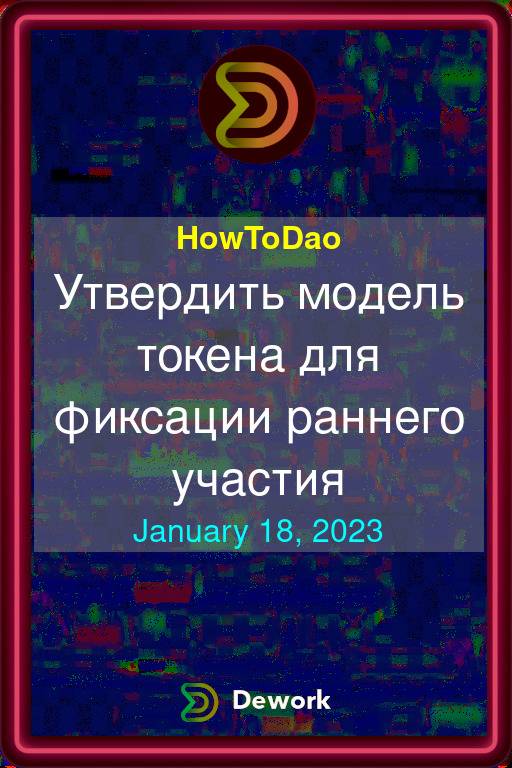 HowToDao
Утвердить модель
токена для
фиксации раннего
участия
January 18, 2023
Dework